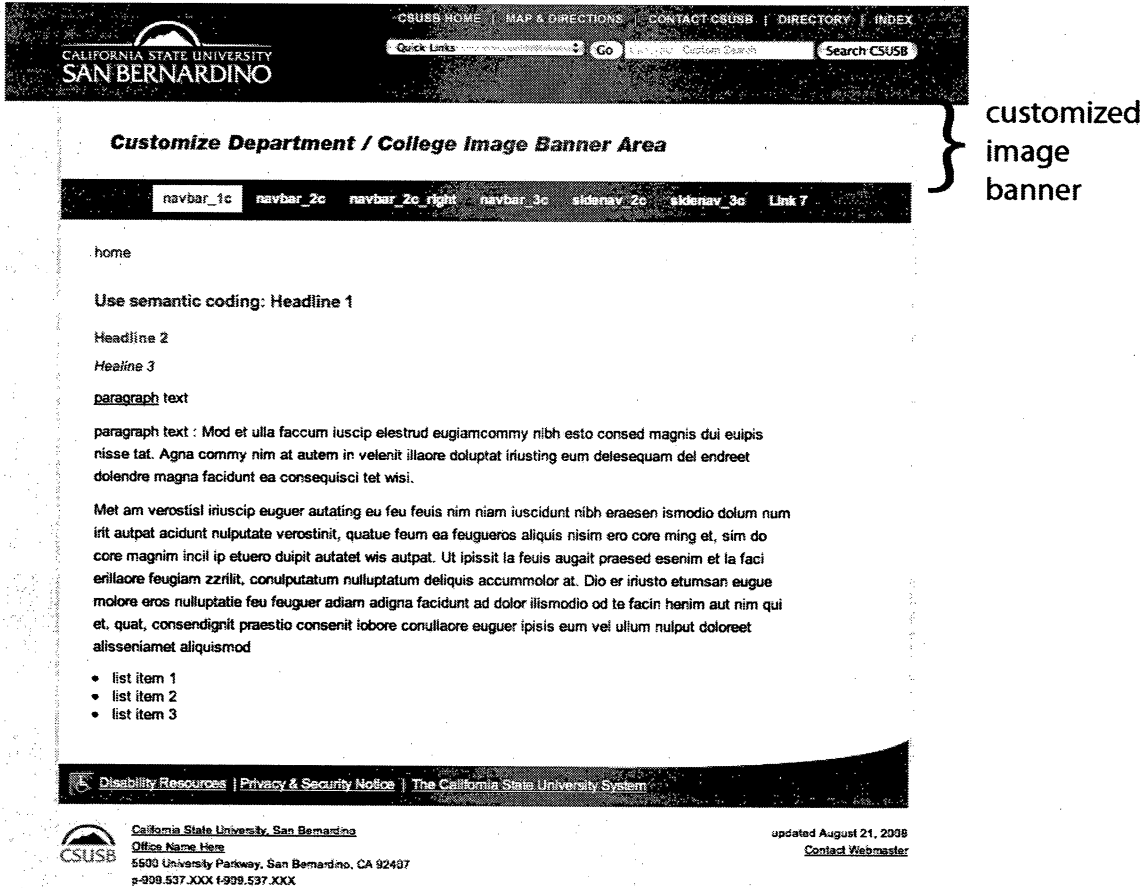 CSUSB HOME | MAP & DIRECTIONS | CONTACT CSUSB | DIRECTORY | INDEX
CALIFORNIA STATE UNIVERSITY
SAN BERNARDINO
Quick Links Go Custom Search Search CSUSB
customized
image
banner
Customize Department / College Image Banner Area
navbar_1c navbar_2c navbar_2c_right navbar_3c sidenav_2c sidenav_3c Link 7
home
Use semantic coding: Headline 1
Headline 2
Healine 3
paragraph text
paragraph text : Mod et ulla faccum iuscip elestrud eugiamcommy nibh esto consed magnis dui euipis
nisse tat. Agna commy nim at autem in velenit illaore doluptat iriusting eum delesequam del endreet
dolendre magna facidunt ea consequisci tet wisi.
Met am verostisl iriuscip euguer autating eu feu feuis nim niam iuscidunt nibh eraesen ismodio dolum num
irit autpat acidunt nulputate verostinit, quatue feum ea feugueros aliquis nisim ero core ming et, sim do
core magnim incil ip etuero duipit autatet wis autpat. Ut ipissit la feuis augait praesed esenim et la faci
erillaore feugiam zzrilit, conulputatum nulluptatum deliquis accummolor at. Dio er iriusto etumsan eugue
molore eros nulluptatie feu feuguer adiam adigna facidunt ad dolor ilismodio od te facin henim aut nim qui
et, quat, consendignit praestio consenit lobore conullaore euguer ipisis eum vel ullum nulput doloreet
alisseniamet aliquismod
• list item 1
• list item 2
• list item 3
Disability Resources | Privacy & Security Notice | The California State University System
CSUSB
California State University, San Bernardino
Office Name Here
5500 University Parkway, San Bernardino, CA 92407
p-909.537.XXX f-909.537.XXX
updated August 21, 2008
Contact Webmaster